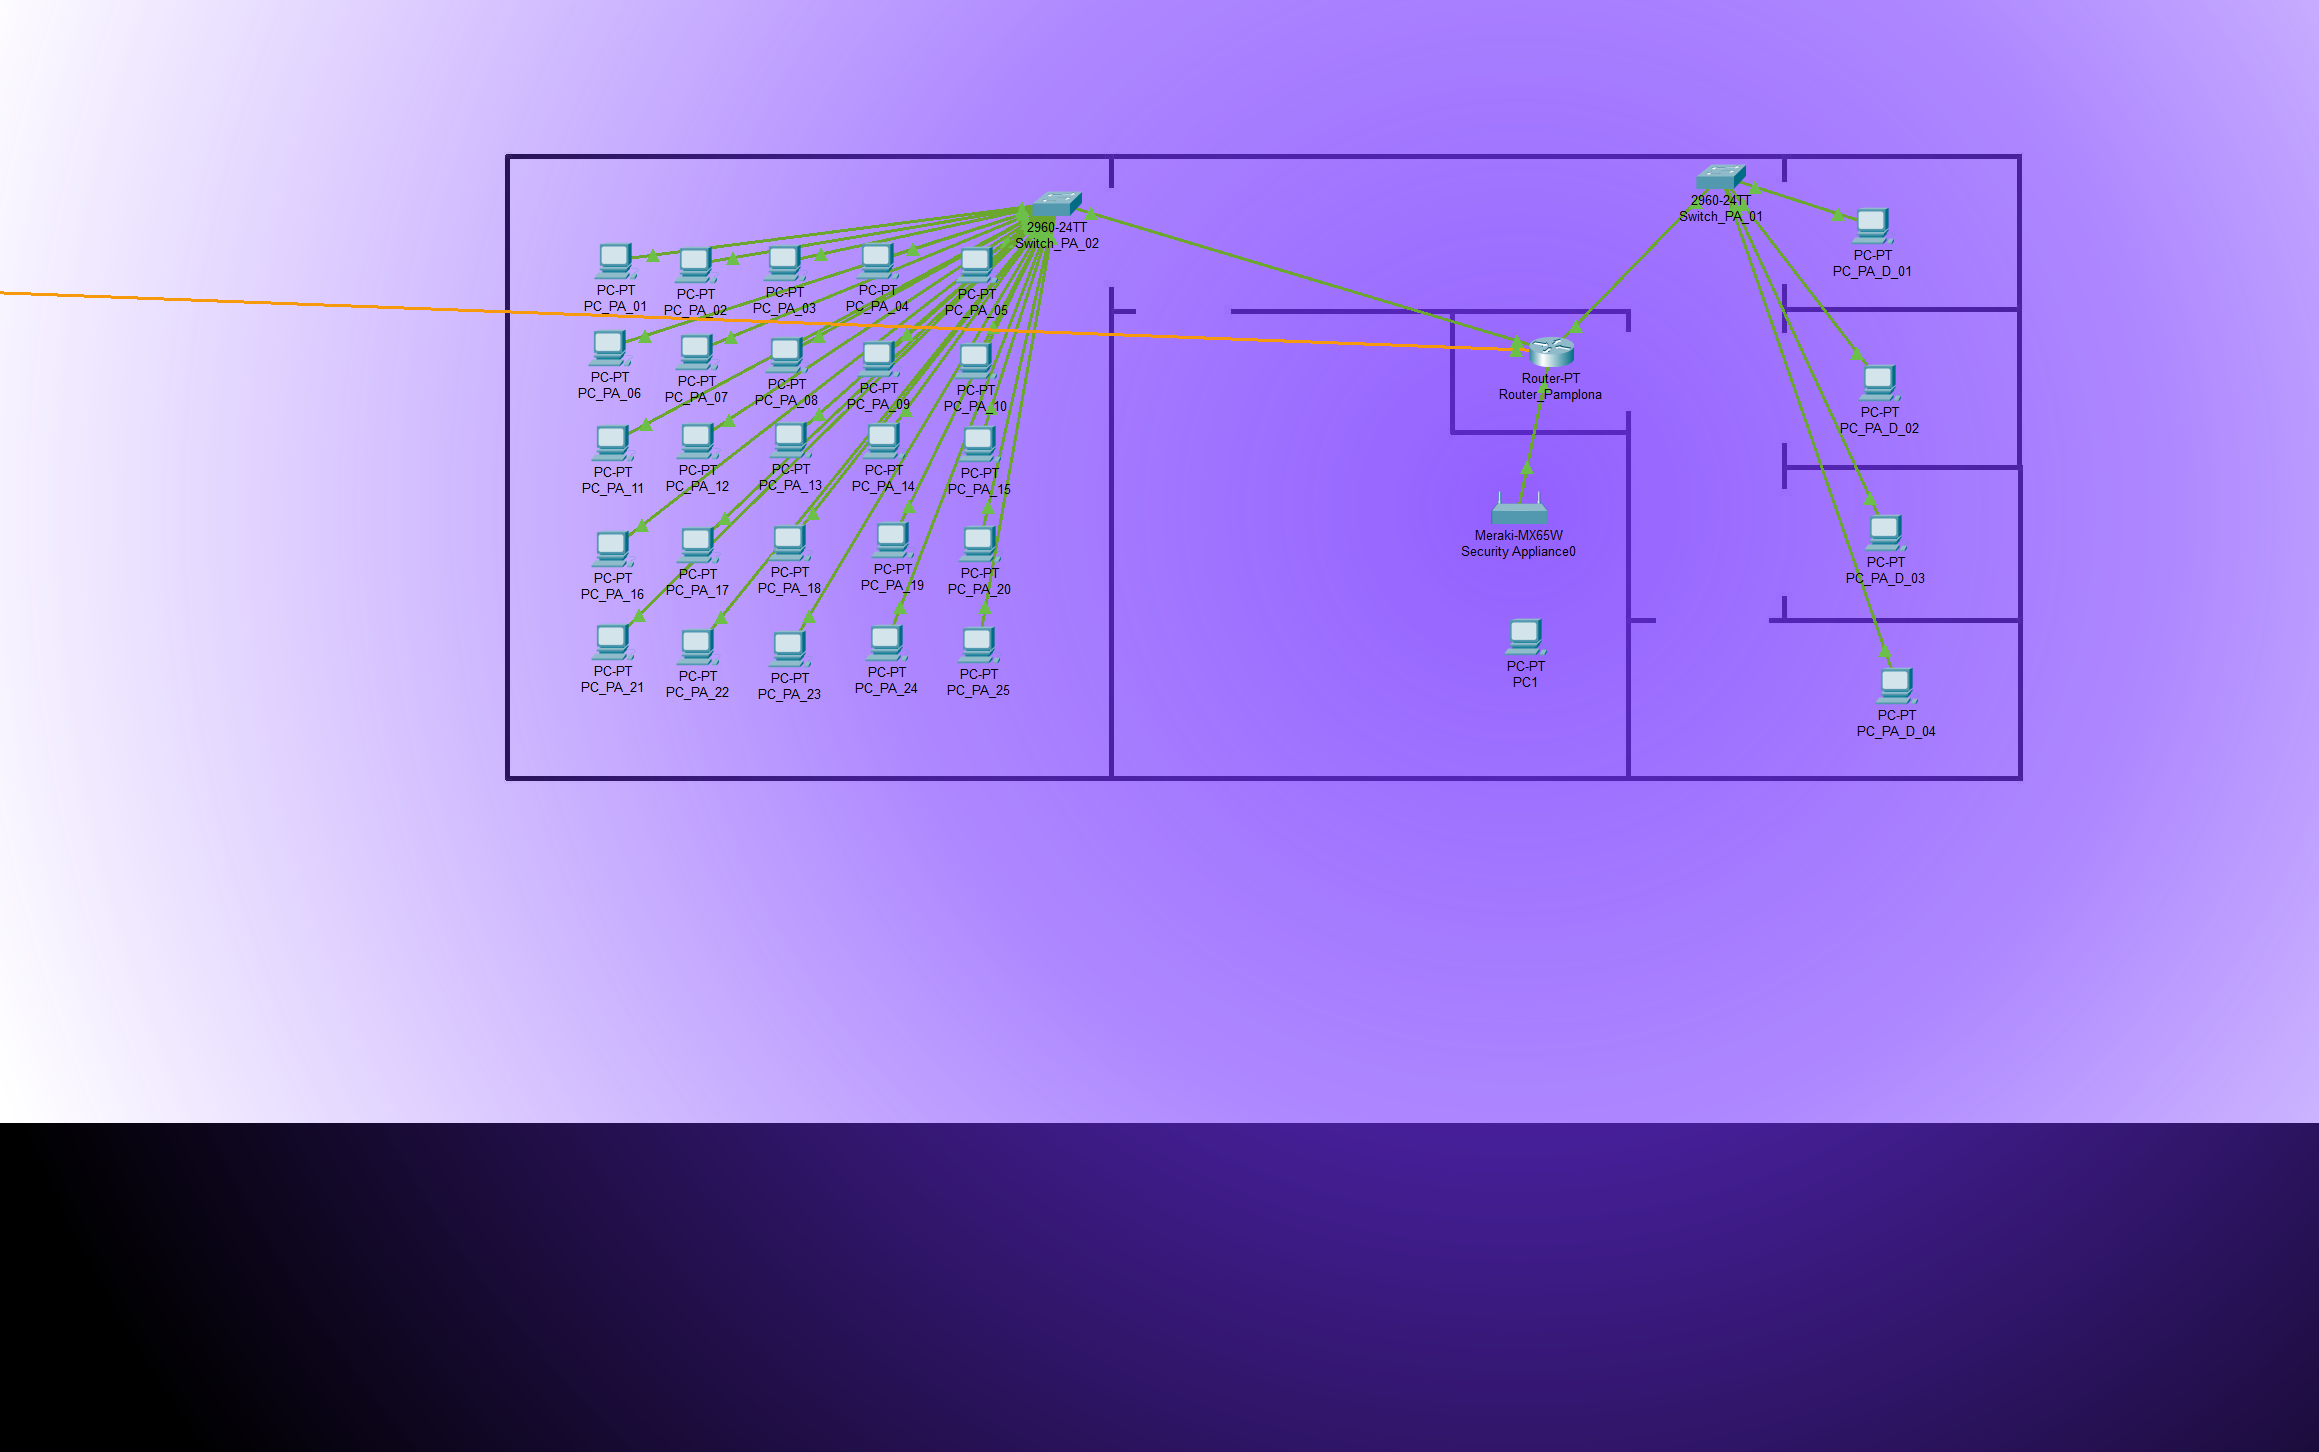 2960-24TT
Switch_PA_02
2960-24TT
Switch_PA_01
PC-PT
PC_PA_D_01
PC-PT
PC_PA_01
PC-PT
PC_PA_02
PC-PT
PC_PA_03
PC-PT
PC_PA_04
PC-PT
PC_PA_05
PC-PT
PC_PA_06
PC-PT
PC_PA_07
PC-PT
PC_PA_08
PC-PT
PC_PA_09
PC-PT
PC_PA_10
Router-PT
Router_Pamplona
PC-PT
PC_PA_D_02
PC-PT
PC_PA_11
PC-PT
PC_PA_12
PC-PT
PC_PA_13
PC-PT
PC_PA_14
PC-PT
PC_PA_15
Meraki-MX65W
Security Appliance0
PC-PT
PC_PA_D_03
PC-PT
PC_PA_16
PC-PT
PC_PA_17
PC-PT
PC_PA_18
PC-PT
PC_PA_19
PC-PT
PC_PA_20
PC-PT
PC_PA_21
PC-PT
PC_PA_22
PC-PT
PC_PA_23
PC-PT
PC_PA_24
PC-PT
PC_PA_25
PC-PT
PC1
PC-PT
PC_PA_D_04